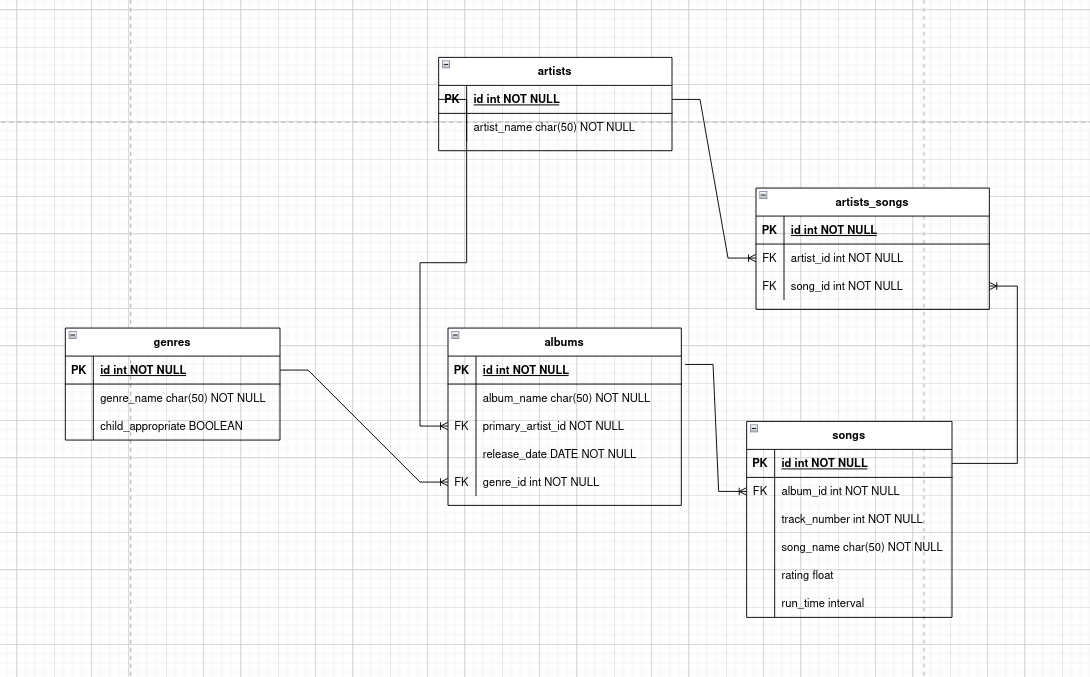 artists
PK id int NOT NULL
artist_name char(50) NOT NULL
artists_songs
PK id int NOT NULL
FK artist_id int NOT NULL
FK song_id int NOT NULL
genres
PK id int NOT NULL
genre_name char(50) NOT NULL
child_appropriate BOOLEAN
albums
PK id int NOT NULL
album_name char(50) NOT NULL
FK primary_artist_id NOT NULL
release_date DATE NOT NULL
FK genre_id int NOT NULL
songs
PK id int NOT NULL
FK album_id int NOT NULL
track_number int NOT NULL
song_name char(50) NOT NULL
rating float
run_time interval